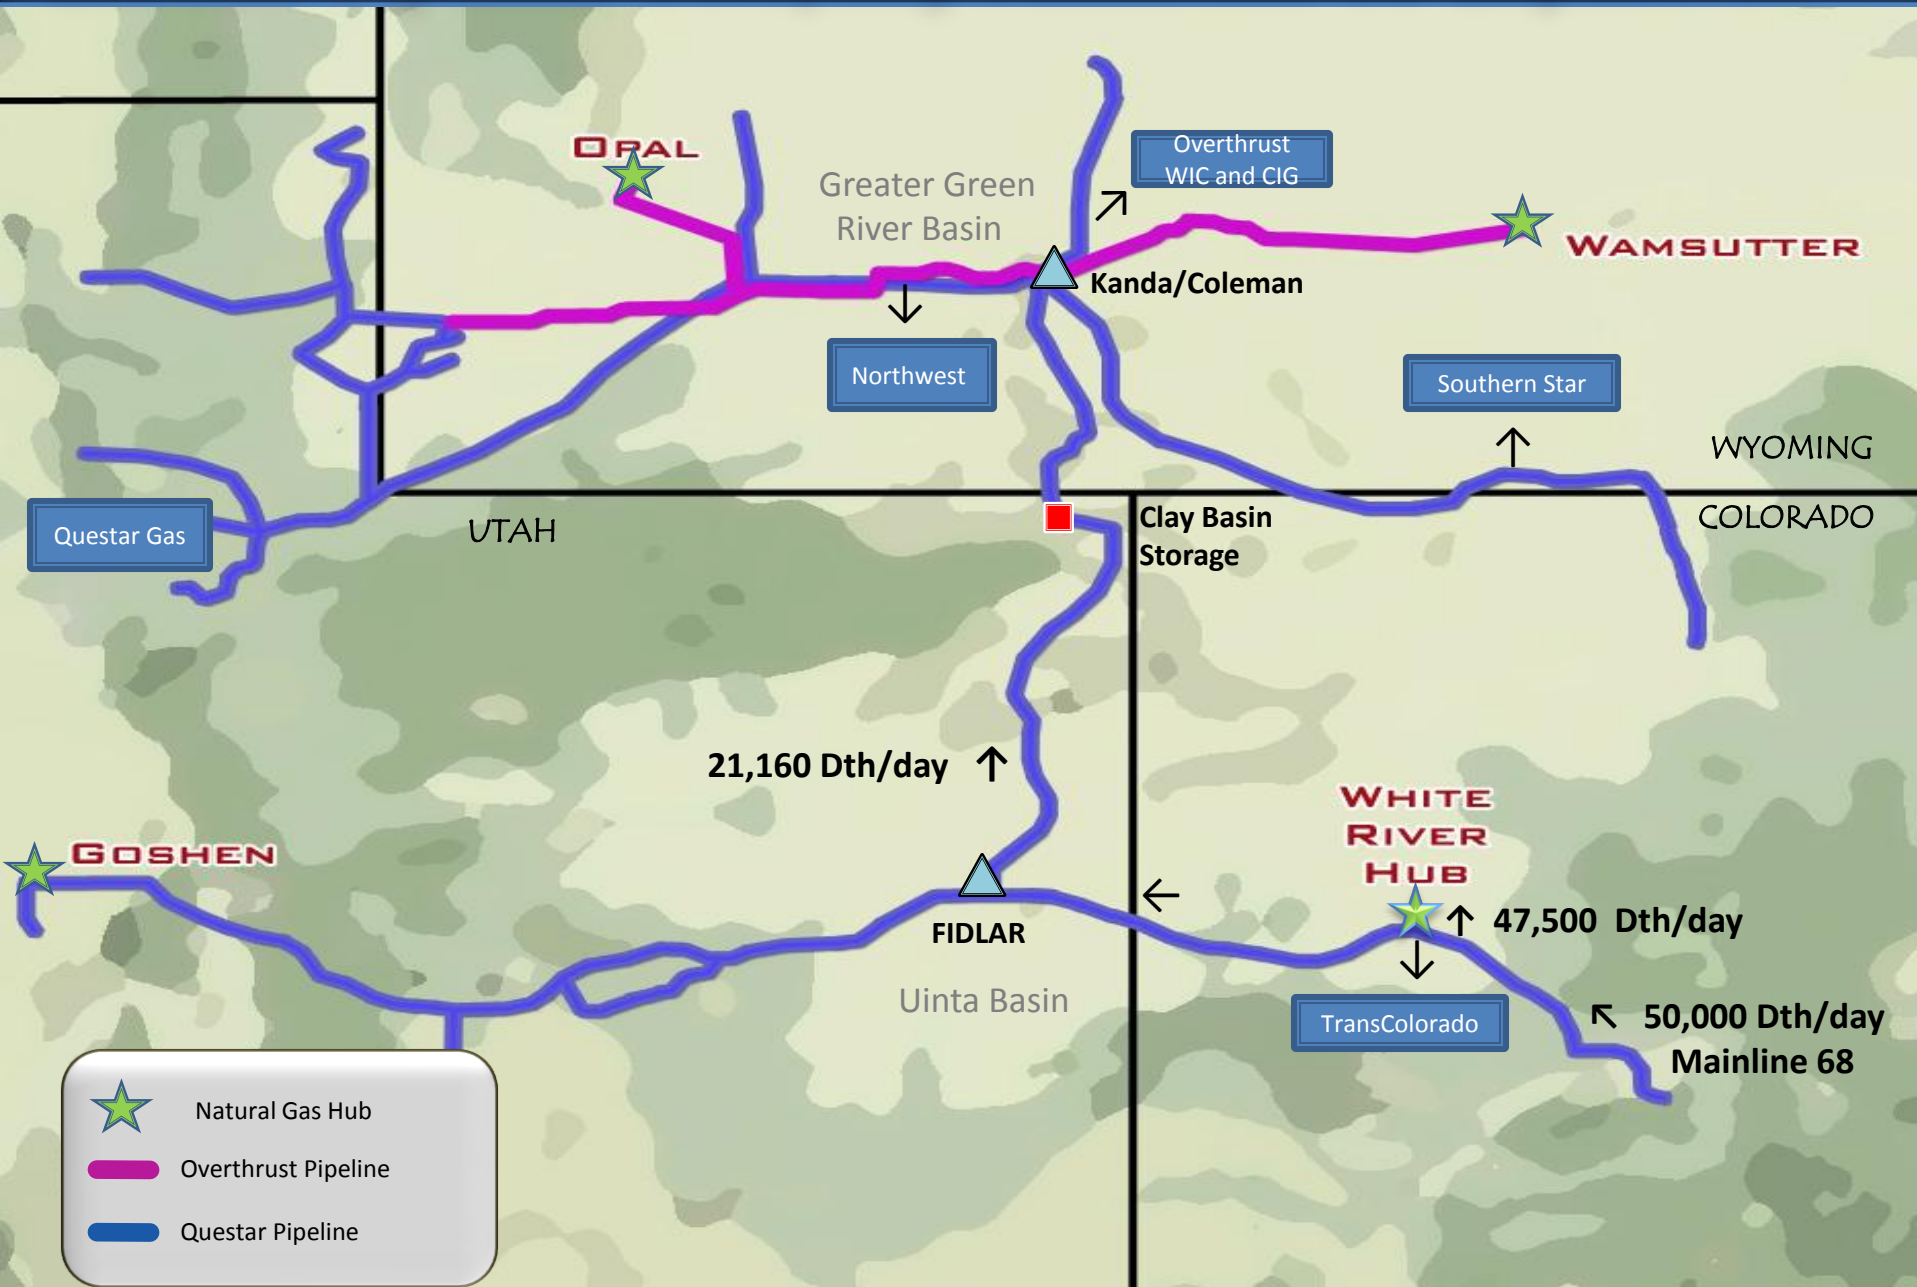 OPAL
Greater Green
River Basin
Overthrust
WIC and CIG
WAMSUTTER
Kanda/Coleman
Northwest
Southern Star
WYOMING
COLORADO
UTAH
Questar Gas
Clay Basin
Storage
21,160 Dth/day
GOSHEN
FIDLAR
Uinta Basin
WHITE
RIVER
HUB
47,500 Dth/day
TransColorado
50,000 Dth/day
Mainline 68
Natural Gas Hub
Overthrust Pipeline
Questar Pipeline